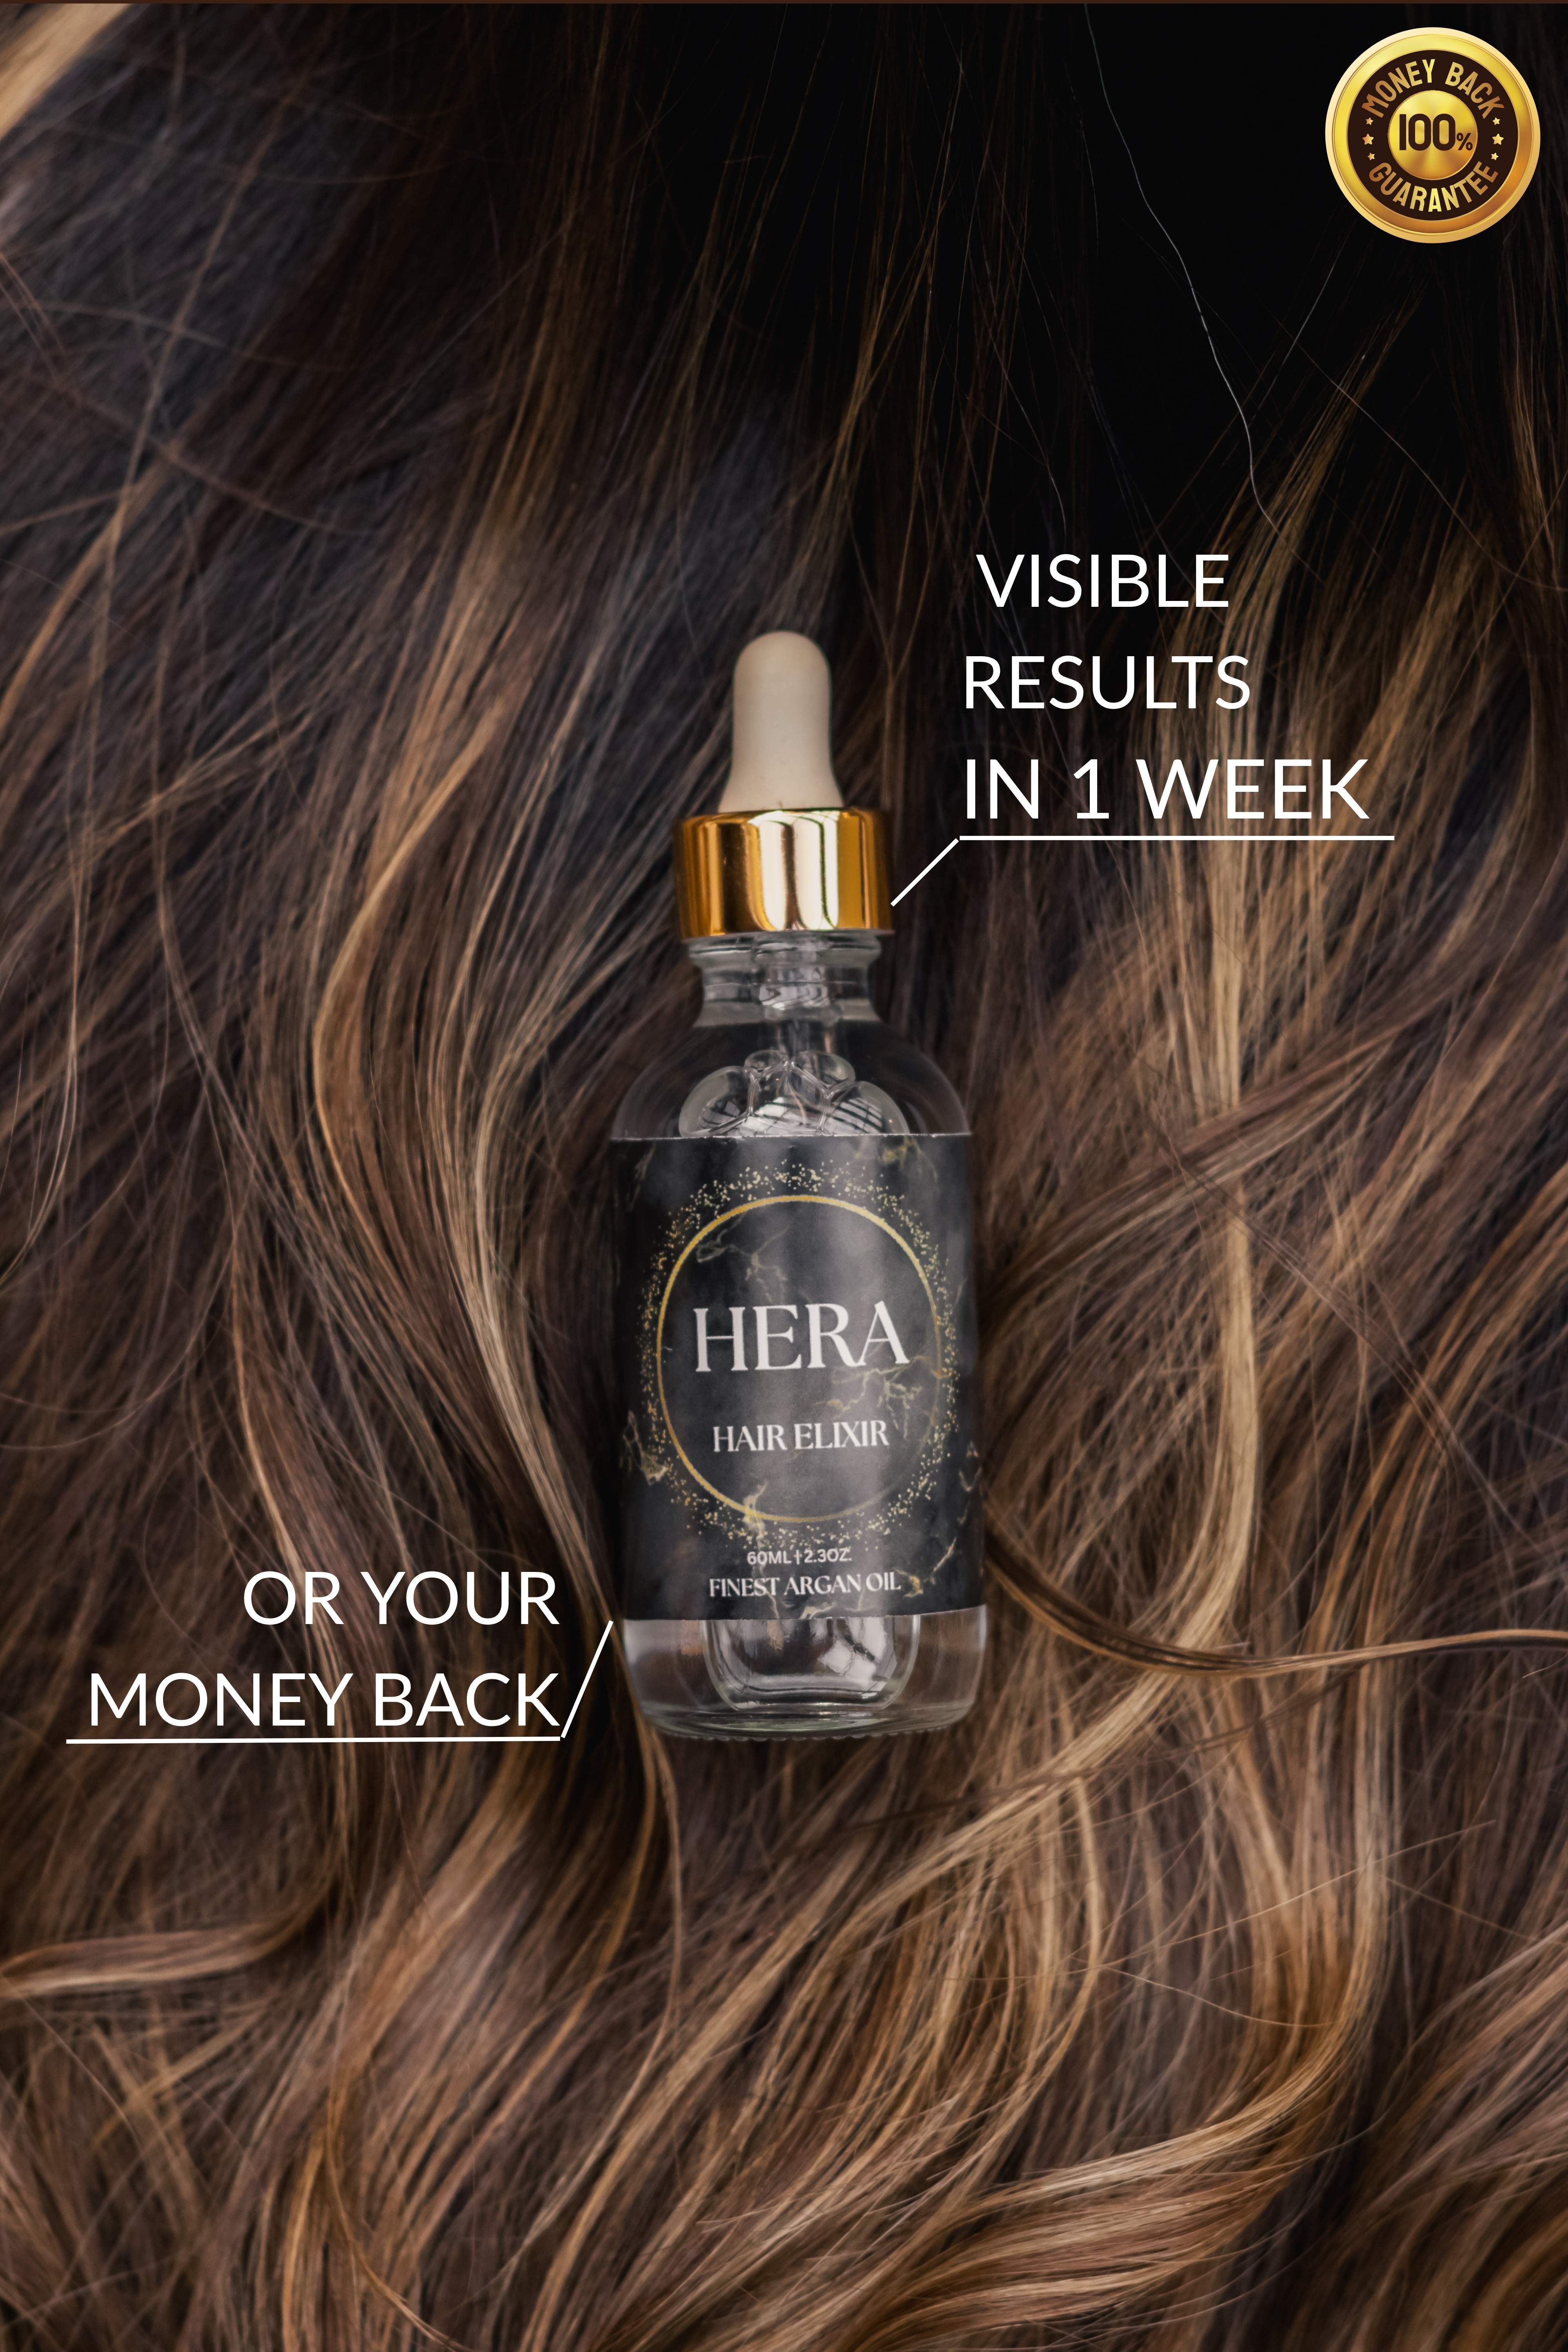 MONEY BACK
100%
GUARANTEE
VISIBLE
RESULTS
IN 1 WEEK
HERA
HAIR ELIXIR
60ML | 2.3OZ.
FINEST ARGAN OIL
OR YOUR
MONEY BACK